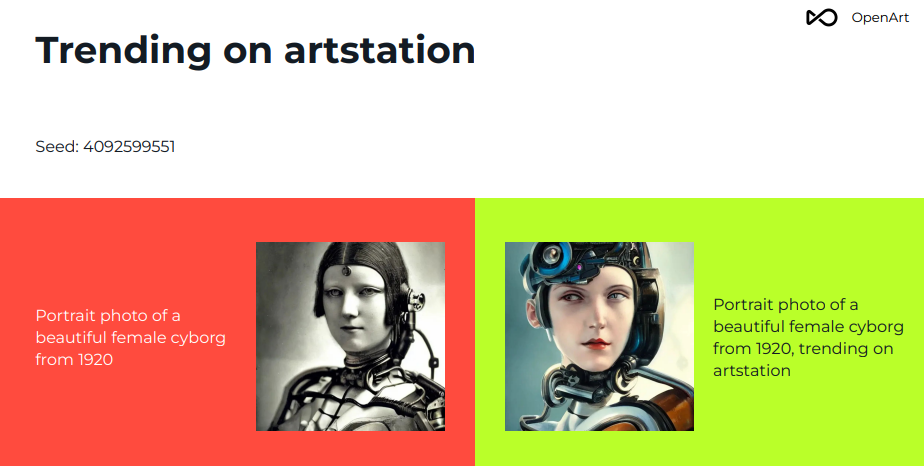 OpenArt
Trending on artstation
Seed: 4092599551
Portrait photo of a
beautiful female cyborg
from 1920
Portrait photo of a
beautiful female cyborg
from 1920, trending on
artstation